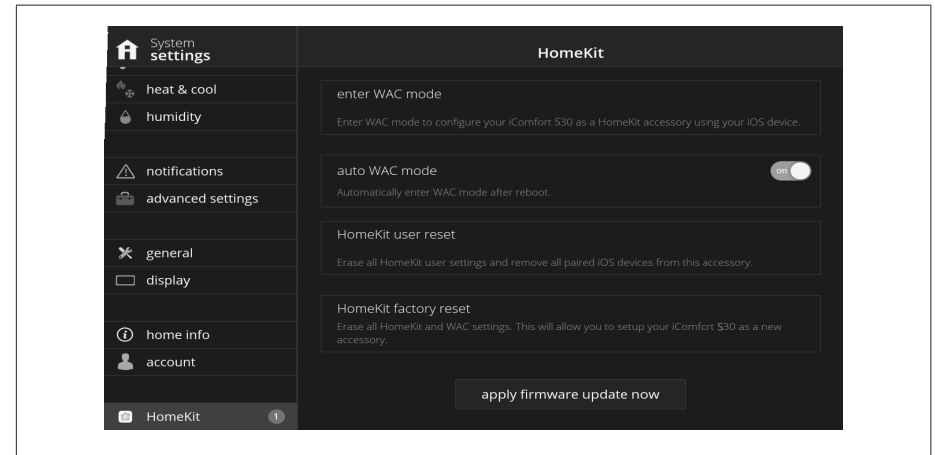 System
settings
heat & cool
humidity
notifications
advanced settings
general
display
home info
account
HomeKit 1
HomeKit
enter WAC mode
Enter WAC mode to configure your iComfort S30 as a HomeKit accessory using your iOS device.
auto WAC mode on
Automatically enter WAC mode after reboot.
HomeKit user reset
Erase all HomeKit user settings and remove all paired iOS devices from this accessory.
HomeKit factory reset
Erase all HomeKit and WAC settings. This will allow you to setup your iComfort S30 as a new
accessory.
apply firmware update now